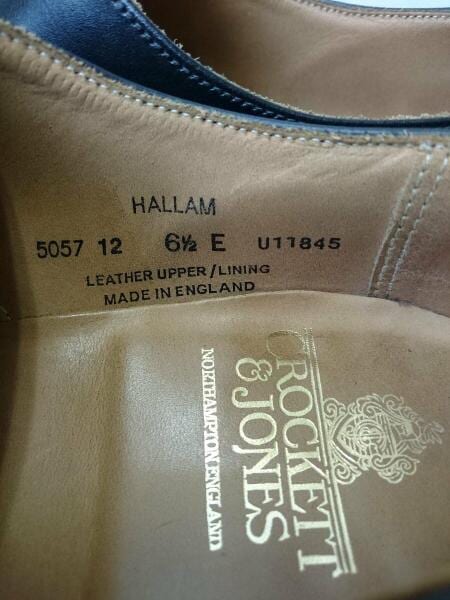 HALLAM
5057 12 6½ E U11845
LEATHER UPPER/LINING
MADE IN ENGLAND
CROCKETT
& JONES
NORTHAMPTON ENGLAND